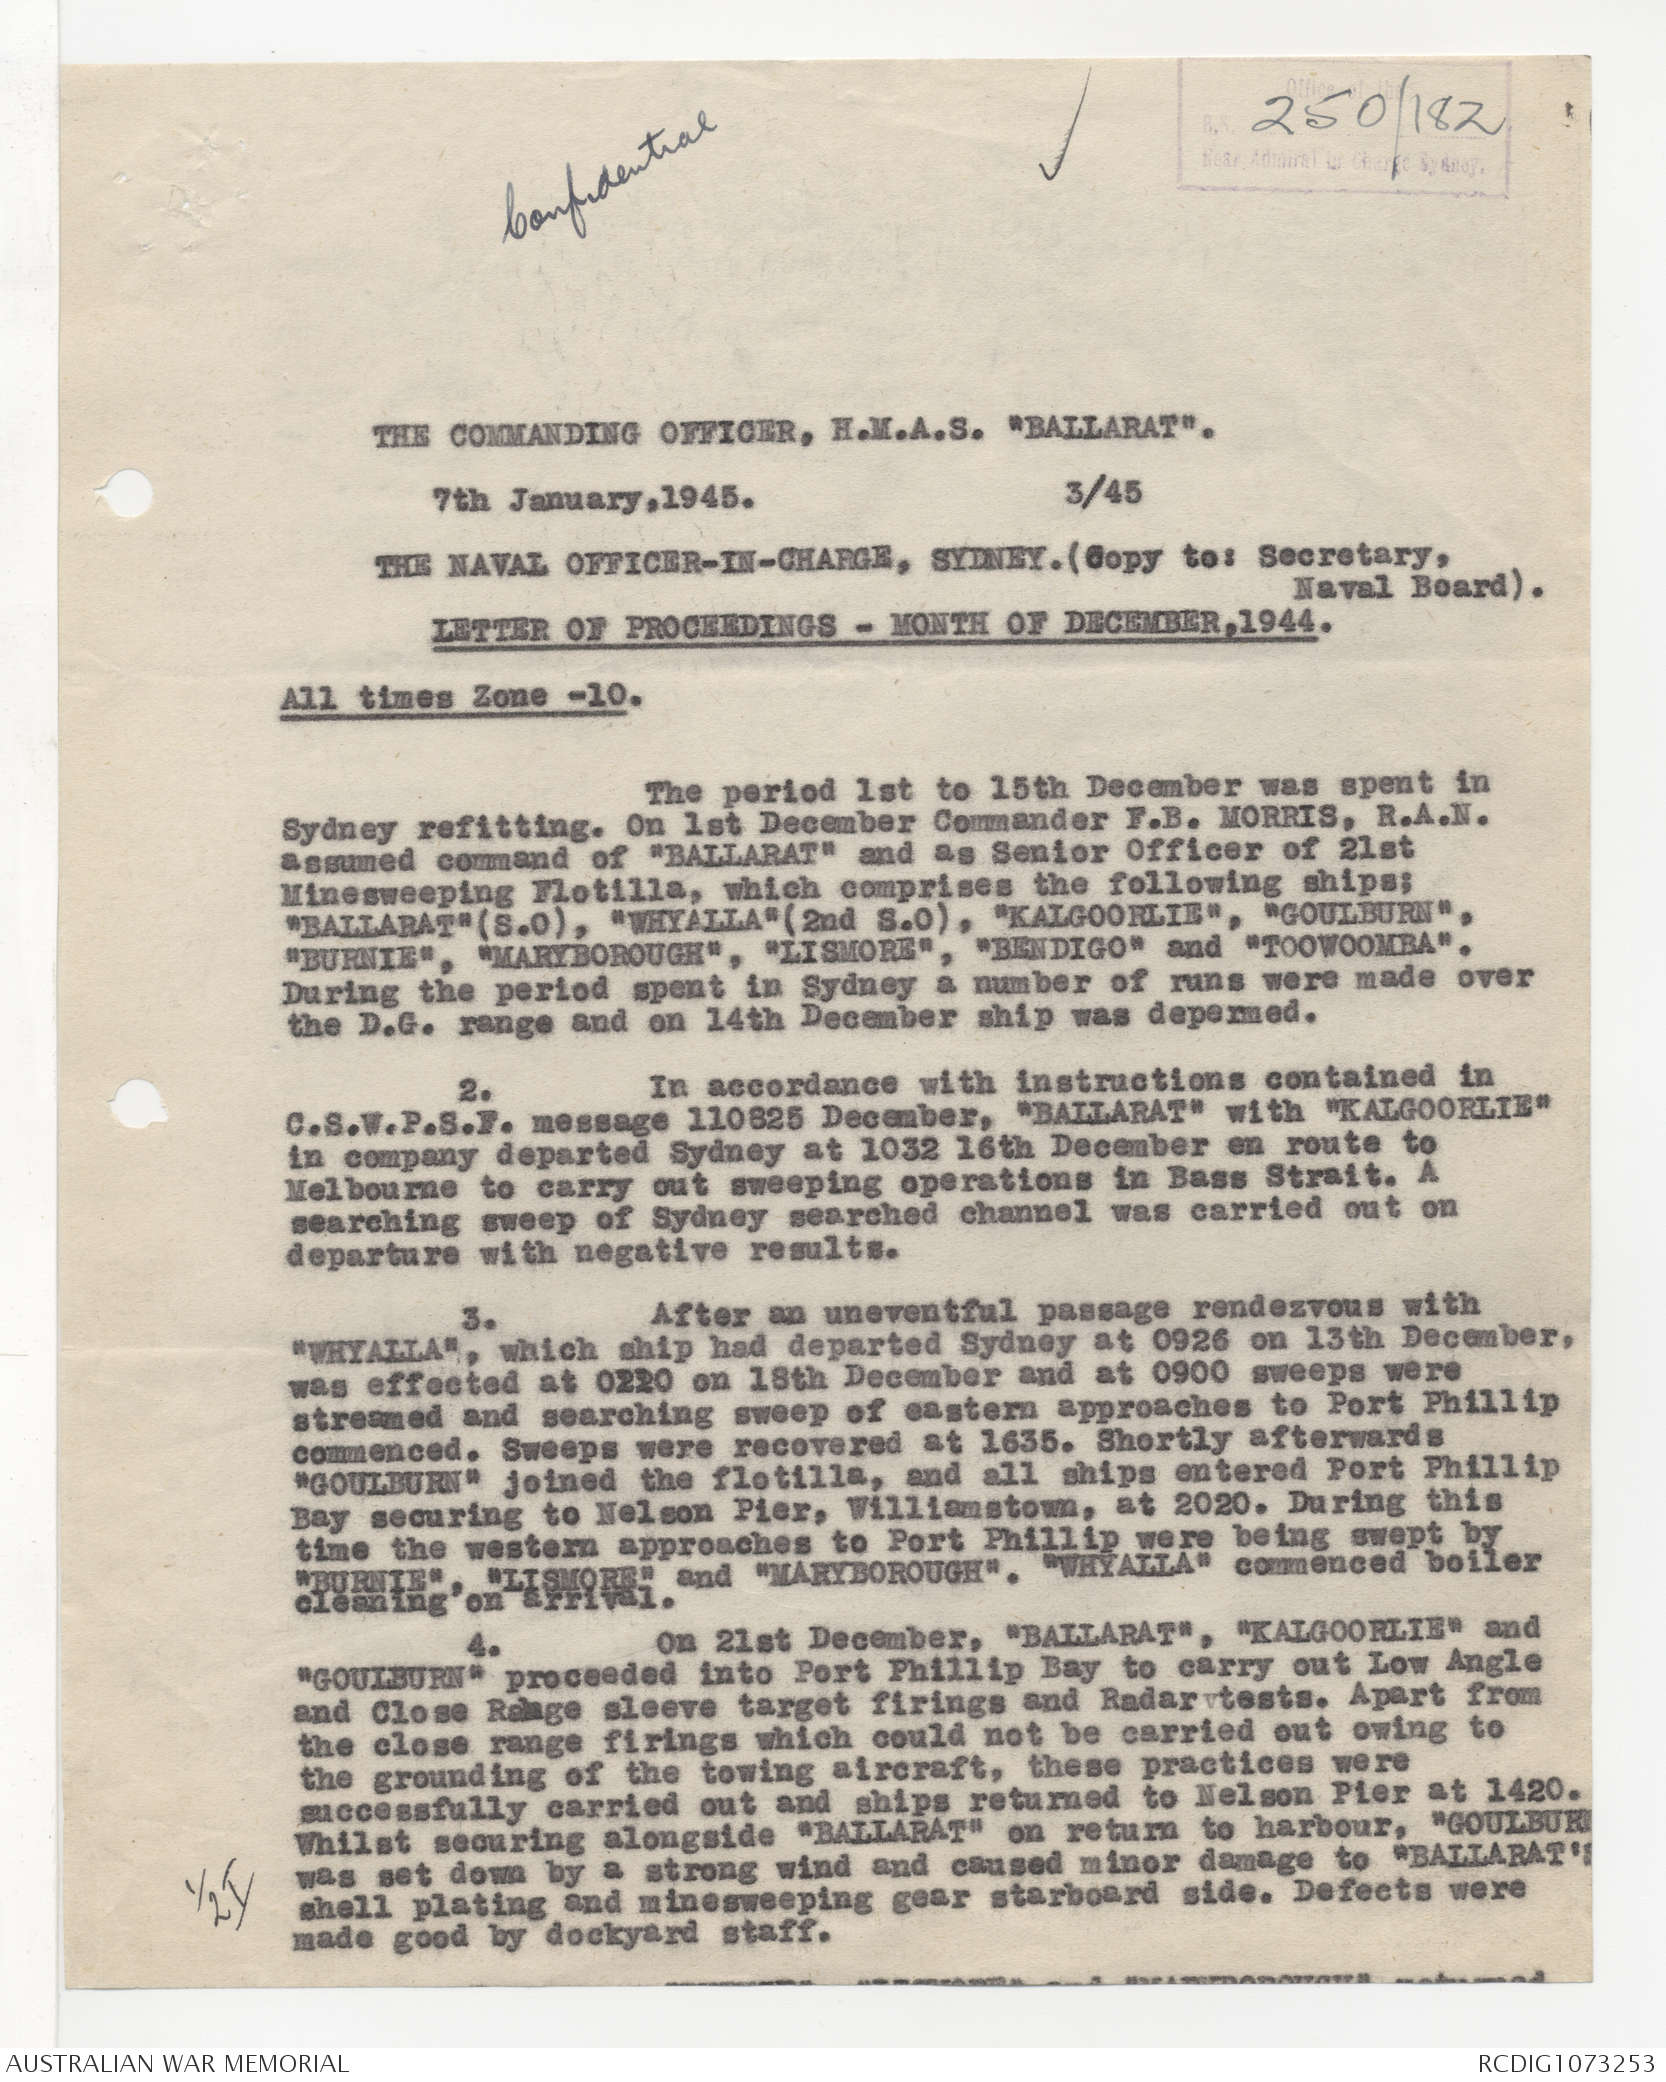 Confidential
Office of the
250/182
Rear Admiral in Charge Sydney.
THE COMMANDING OFFICER, H.M.A.S. "BALLARAT".
7th January,1945. 3/45
THE NAVAL OFFICER-IN-CHARGE, SYDNEY.(Copy to: Secretary,
Naval Board).
LETTER OF PROCEEDINGS - MONTH OF DECEMBER,1944.
All times Zone -10.
The period 1st to 15th December was spent in
Sydney refitting. On 1st December Commander F.B. MORRIS, R.A.N.
assumed command of "BALLARAT" and as Senior Officer of 21st
Minesweeping Flotilla, which comprises the following ships;
"BALLARAT"(S.O), "WHYALLA"(2nd S.O), "KALGOORLIE", "GOULBURN",
"BURNIE", "MARYBOROUGH", "LISMORE", "BENDIGO" and "TOOWOOMBA".
During the period spent in Sydney a number of runs were made over
the D.G. range and on 14th December ship was depermed.
2. In accordance with instructions contained in
C.S.W.P.S.F. message 110825 December, "BALLARAT" with "KALGOORLIE"
in company departed Sydney at 1032 16th December en route to
Melbourne to carry out sweeping operations in Bass Strait. A
searching sweep of Sydney searched channel was carried out on
departure with negative results.
3. After an uneventful passage rendezvous with
"WHYALLA", which ship had departed Sydney at 0926 on 13th December,
was effected at 0220 on 18th December and at 0900 sweeps were
streamed and searching sweep of eastern approaches to Port Phillip
commenced. Sweeps were recovered at 1635. Shortly afterwards
"GOULBURN" joined the flotilla, and all ships entered Port Phillip
Bay securing to Nelson Pier, Williamstown, at 2020. During this
time the western approaches to Port Phillip were being swept by
"BURNIE", "LISMORE" and "MARYBOROUGH". "WHYALLA" commenced boiler
cleaning on arrival.
4. On 21st December, "BALLARAT", "KALGOORLIE" and
"GOULBURN" proceeded into Port Phillip Bay to carry out Low Angle
and Close Range sleeve target firings and Radar tests. Apart from
the close range firings which could not be carried out owing to
the grounding of the towing aircraft, these practices were
successfully carried out and ships returned to Nelson Pier at 1420.
Whilst securing alongside "BALLARAT" on return to harbour, "GOULBURN
was set down by a strong wind and caused minor damage to "BALLARAT'S
shell plating and minesweeping gear starboard side. Defects were
made good by dockyard staff.
"LISMORE" and "MARYBOROUGH" returned
AUSTRALIAN WAR MEMORIAL RCDIG1073253